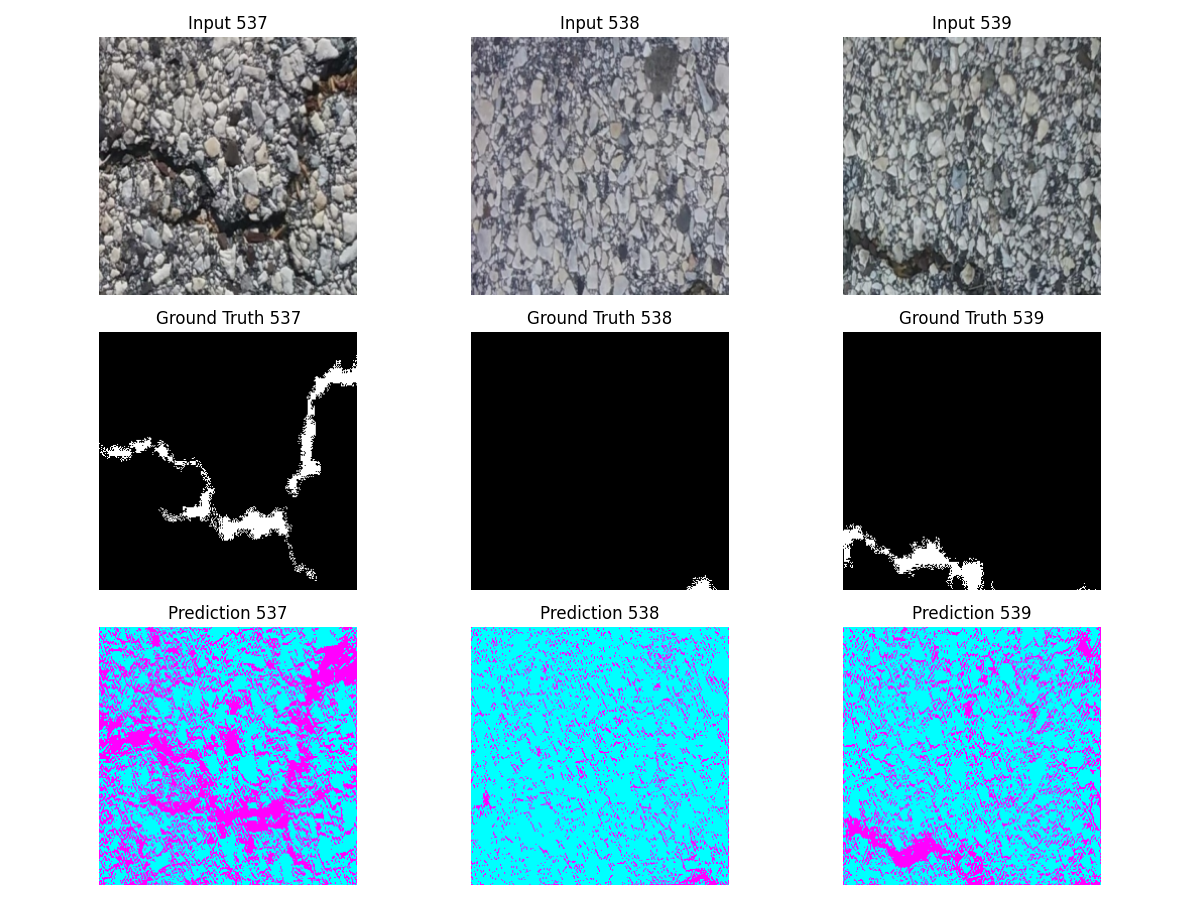 Input 537
Input 538
Input 539
Ground Truth 537
Ground Truth 538
Ground Truth 539
Prediction 537
Prediction 538
Prediction 539